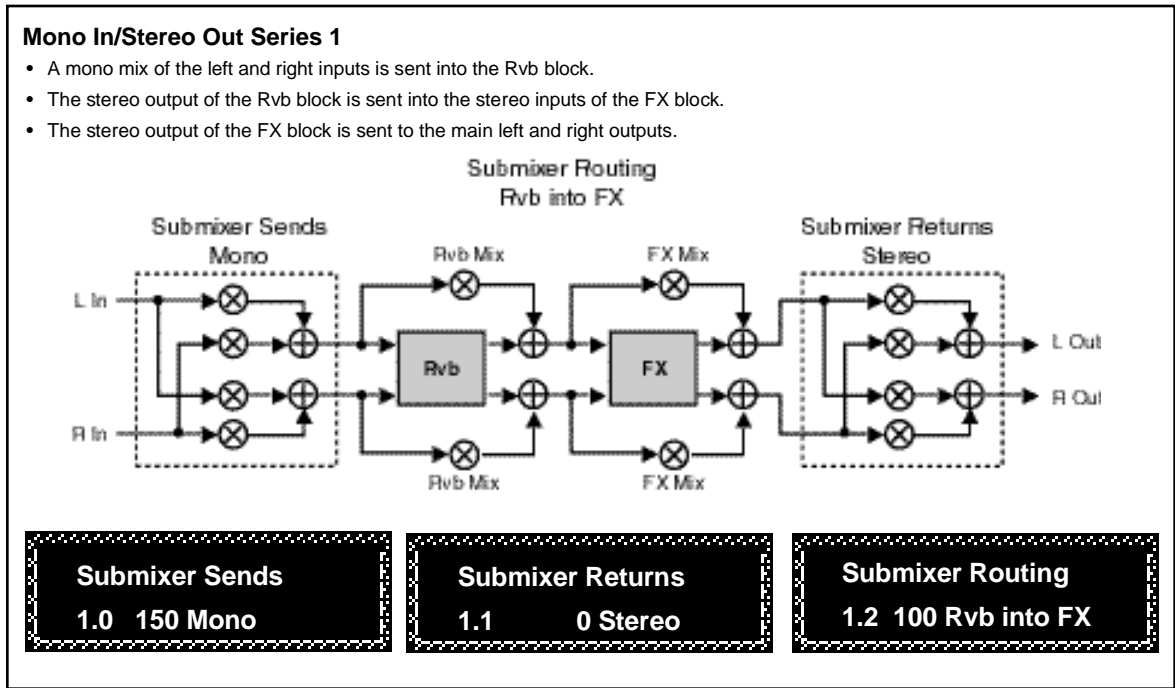 Mono In/Stereo Out Series 1
• A mono mix of the left and right inputs is sent into the Rvb block.
• The stereo output of the Rvb block is sent into the stereo inputs of the FX block.
• The stereo output of the FX block is sent to the main left and right outputs.
Submixer Routing
Rvb into FX
Submixer Sends
Mono
Rvb Mix
FX Mix
Submixer Returns
Stereo
L In
Rvb
FX
L Out
R In
R Out
Rvb Mix
FX Mix
Submixer Sends
1.0 150 Mono
Submixer Returns
1.1 0 Stereo
Submixer Routing
1.2 100 Rvb into FX